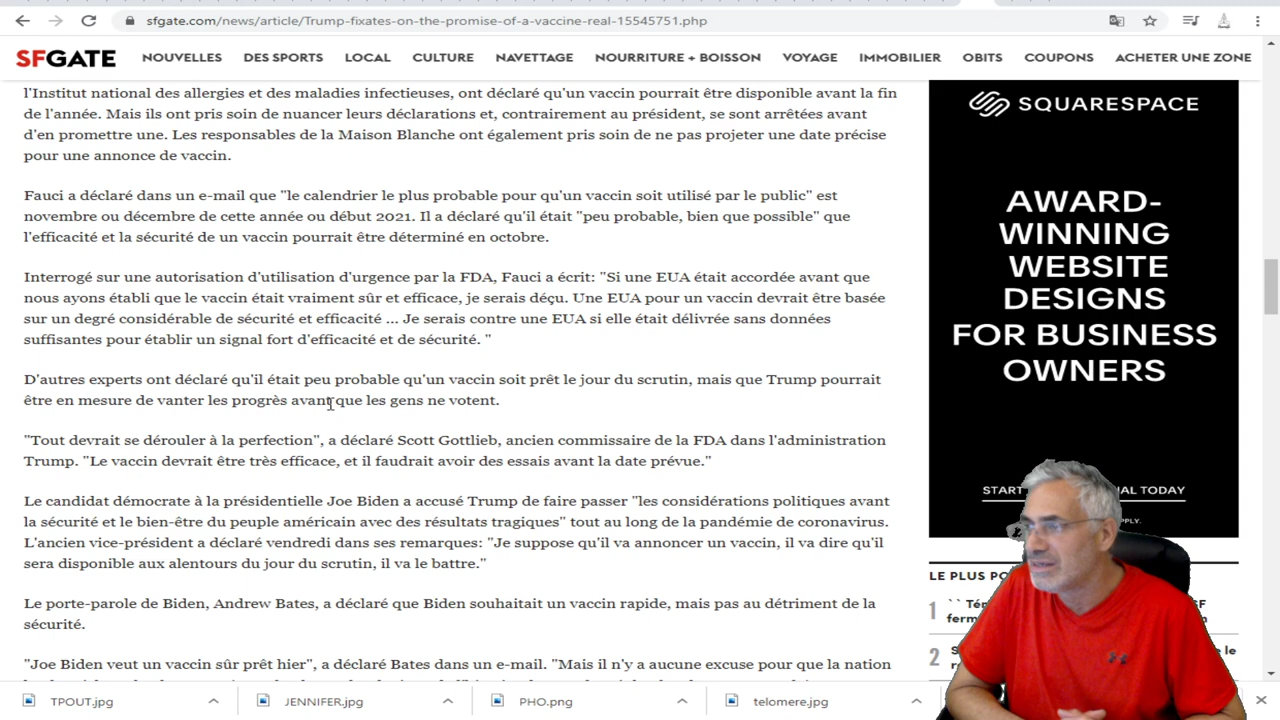 sfgate.com/news/article/Trump-fixates-on-the-promise-of-a-vaccine-real-15545751.php
SFGATE NOUVELLES DES SPORTS LOCAL CULTURE NAVETTAGE NOURRITURE + BOISSON VOYAGE IMMOBILIER OBITS COUPONS ACHETER UNE ZONE
l'Institut national des allergies et des maladies infectieuses, ont déclaré qu'un vaccin pourrait être disponible avant la fin
de l'année. Mais ils ont pris soin de nuancer leurs déclarations et, contrairement au président, se sont arrêtées avant
d'en promettre une. Les responsables de la Maison Blanche ont également pris soin de ne pas projeter une date précise
pour une annonce de vaccin.
Fauci a déclaré dans un e-mail que "le calendrier le plus probable pour qu'un vaccin soit utilisé par le public" est
novembre ou décembre de cette année ou début 2021. Il a déclaré qu'il était "peu probable, bien que possible" que
l'efficacité et la sécurité de un vaccin pourrait être déterminé en octobre.
Interrogé sur une autorisation d'utilisation d'urgence par la FDA, Fauci a écrit: "Si une EUA était accordée avant que
nous ayons établi que le vaccin était vraiment sûr et efficace, je serais déçu. Une EUA pour un vaccin devrait être basée
sur un degré considérable de sécurité et efficacité ... Je serais contre une EUA si elle était délivrée sans données
suffisantes pour établir un signal fort d'efficacité et de sécurité. "
D'autres experts ont déclaré qu'il était peu probable qu'un vaccin soit prêt le jour du scrutin, mais que Trump pourrait
être en mesure de vanter les progrès avant que les gens ne votent.
"Tout devrait se dérouler à la perfection", a déclaré Scott Gottlieb, ancien commissaire de la FDA dans l'administration
Trump. "Le vaccin devrait être très efficace, et il faudrait avoir des essais avant la date prévue."
Le candidat démocrate à la présidentielle Joe Biden a accusé Trump de faire passer "les considérations politiques avant
la sécurité et le bien-être du peuple américain avec des résultats tragiques" tout au long de la pandémie de coronavirus.
L'ancien vice-président a déclaré vendredi dans ses remarques: "Je suppose qu'il va annoncer un vaccin, il va dire qu'il
sera disponible aux alentours du jour du scrutin, il va le battre."
Le porte-parole de Biden, Andrew Bates, a déclaré que Biden souhaitait un vaccin rapide, mais pas au détriment de la
sécurité.
"Joe Biden veut un vaccin sûr prêt hier", a déclaré Bates dans un e-mail. "Mais il n'y a aucune excuse pour que la nation
SQUARESPACE
AWARD-
WINNING
WEBSITE
DESIGNS
FOR BUSINESS
OWNERS
START TODAY
LE PLUS
1
2
TPOUT.jpg JENNIFER.jpg PHO.png telomere.jpg Tout afficher